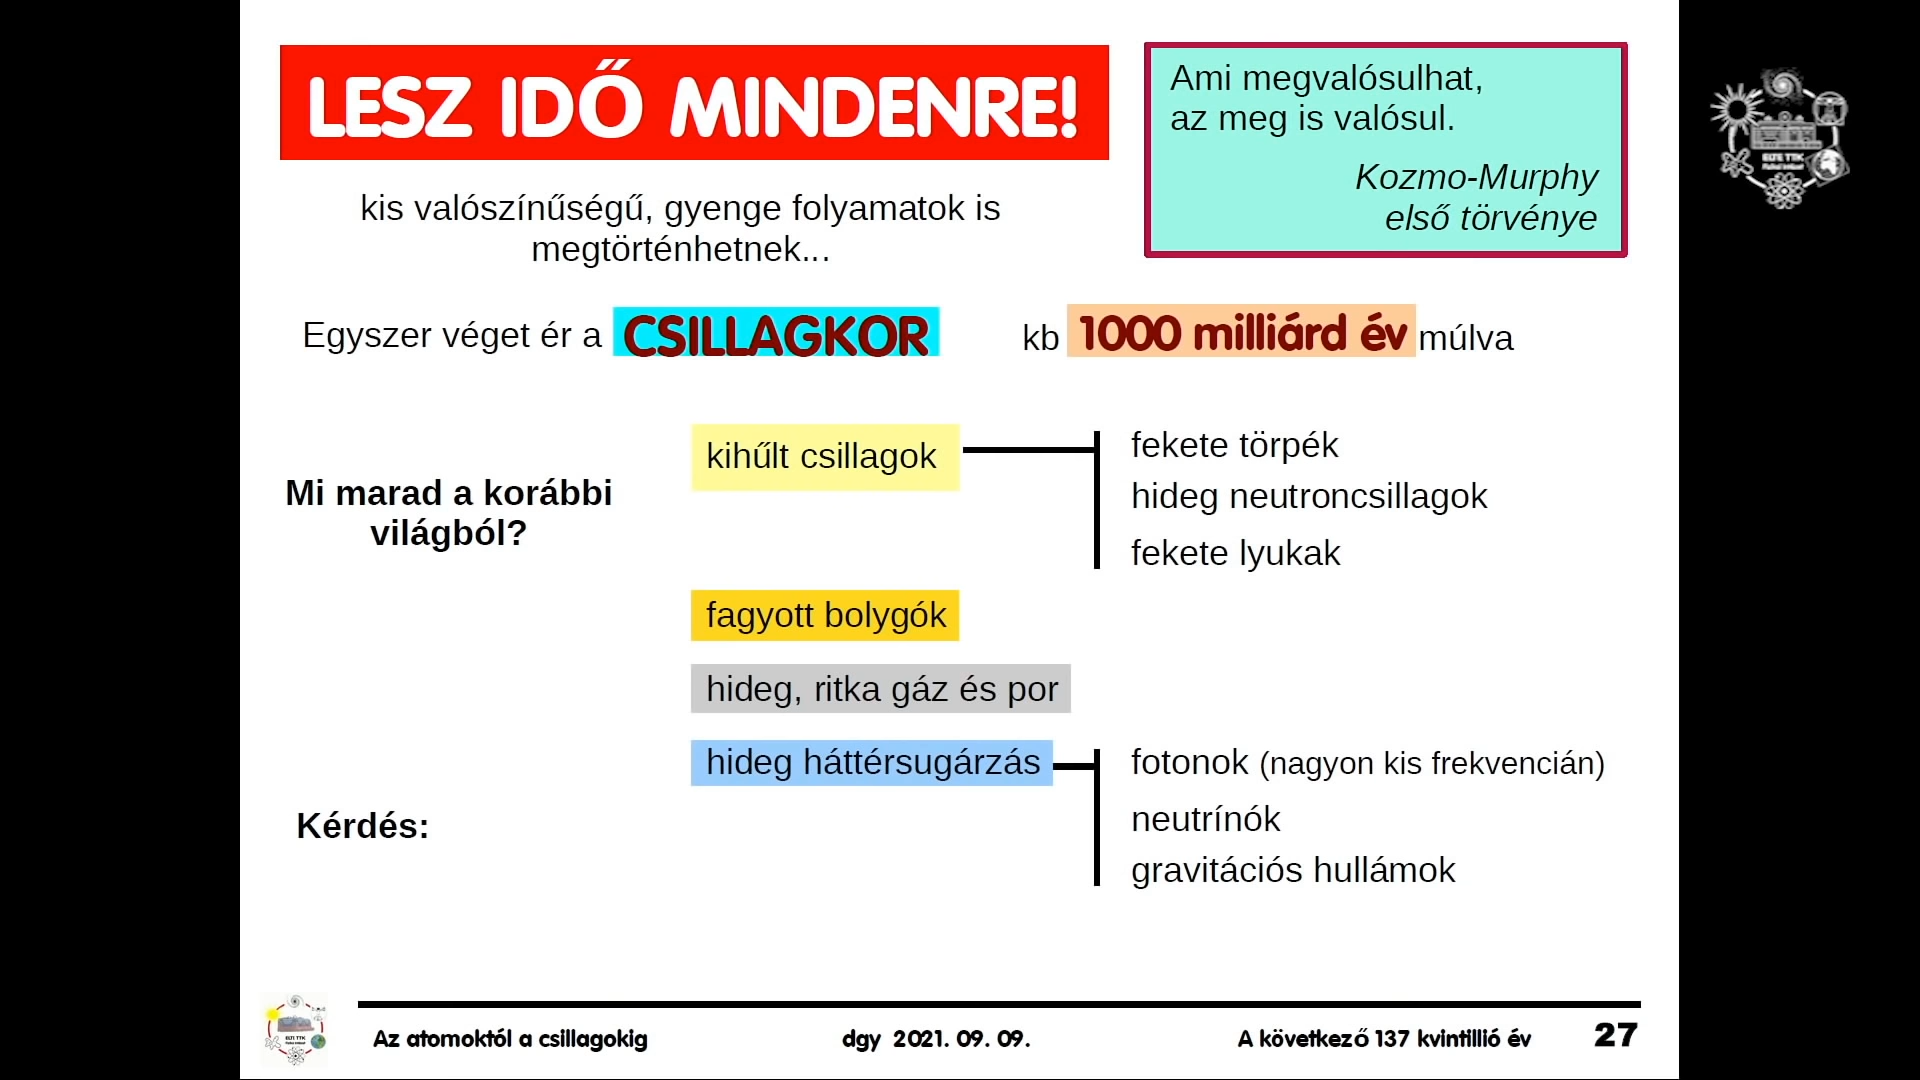 LESZ IDŐ MINDENRE!
Ami megvalósulhat,
az meg is valósul.
Kozmo-Murphy
első törvénye
kis valószínűségű, gyenge folyamatok is
megtörténhetnek...
Egyszer véget ér a CSILLAGKOR kb 1000 milliárd év múlva
Mi marad a korábbi
világból?
kihűlt csillagok
fekete törpék
hideg neutroncsillagok
fekete lyukak
fagyott bolygók
hideg, ritka gáz és por
hideg háttérsugárzás
fotonok (nagyon kis frekvencián)
neutrínók
gravitációs hullámok
Kérdés:
Az atomoktól a csillagokig dgy 2021. 09. 09. A következő 137 kvintillió év 27
ELTE TTK